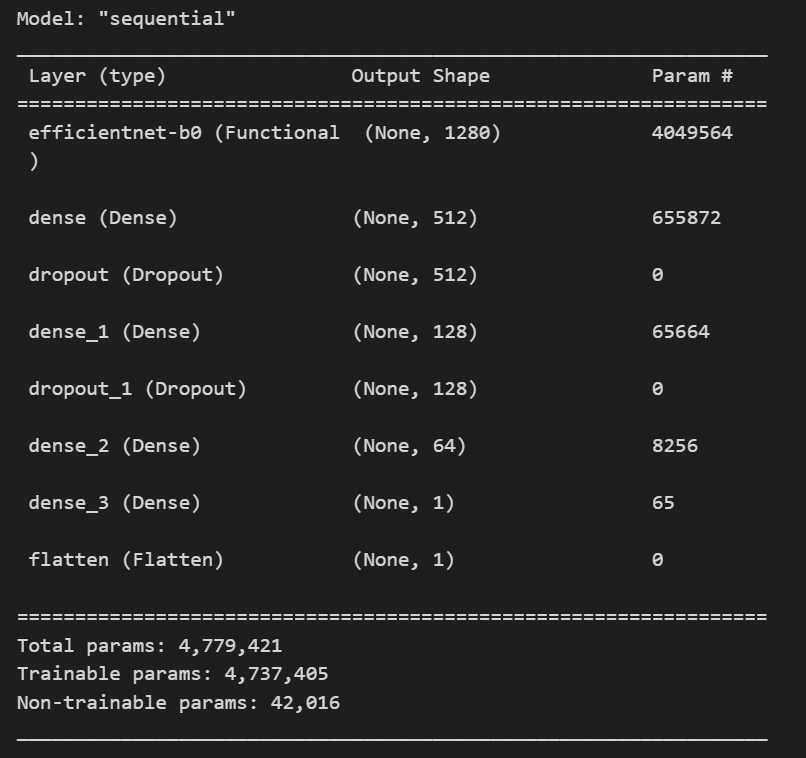 Model: "sequential"
_________________________________________________________________
 Layer (type)                Output Shape              Param #
=================================================================
 efficientnet-b0 (Functional  (None, 1280)             4049564
 )
 dense (Dense)               (None, 512)               655872
 dropout (Dropout)           (None, 512)               0
 dense_1 (Dense)             (None, 128)               65664
 dropout_1 (Dropout)         (None, 128)               0
 dense_2 (Dense)             (None, 64)                8256
 dense_3 (Dense)             (None, 1)                 65
 flatten (Flatten)           (None, 1)                 0
=================================================================
Total params: 4,779,421
Trainable params: 4,737,405
Non-trainable params: 42,016
_________________________________________________________________